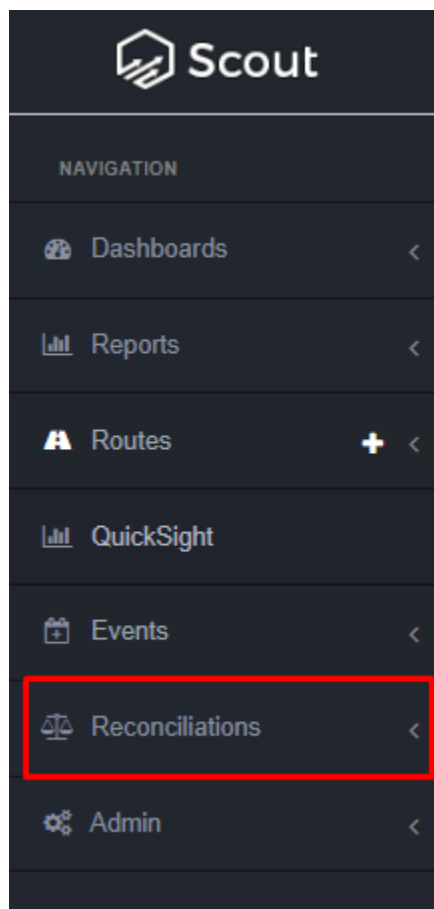 Scout
NAVIGATION
Dashboards
Reports
Routes
QuickSight
Events
Reconciliations
Admin